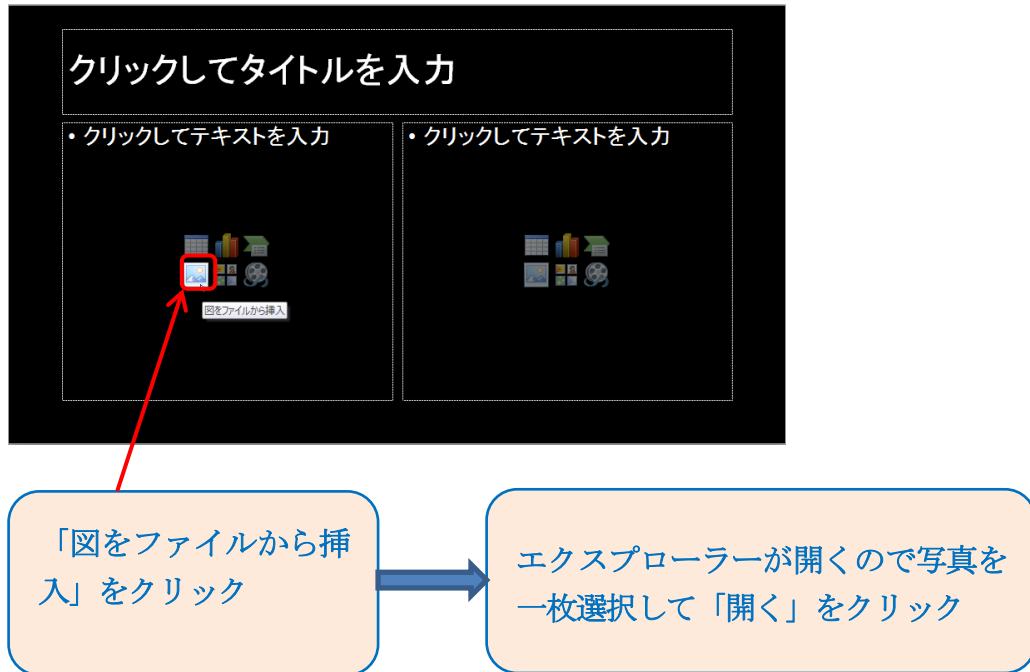 クリックしてタイトルを入力
• クリックしてテキストを入力
• クリックしてテキストを入力
図をファイルから挿入
「図をファイルから挿
入」をクリック
エクスプローラーが開くので写真を
一枚選択して「開く」をクリック